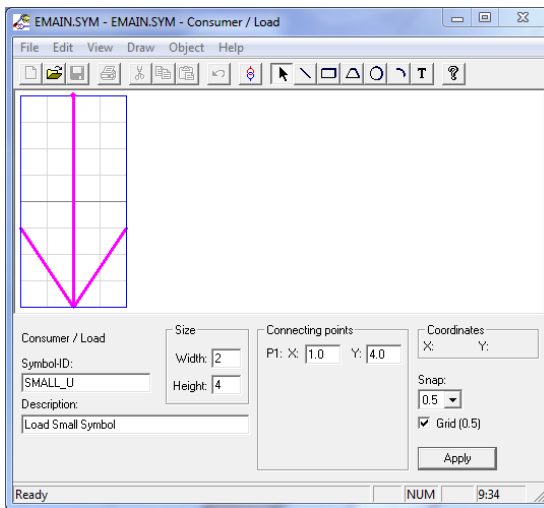 EMAIN.SYM - EMAIN.SYM - Consumer / Load
File Edit View Draw Object Help
T ?
Consumer / Load
Symbol-ID:
SMALL_U
Description:
Load Small Symbol
Size
Width: 2
Height: 4
Connecting points
P1: X: 1.0 Y: 4.0
Coordinates
X: Y:
Snap:
0.5
Grid (0.5)
Apply
Ready NUM 9:34